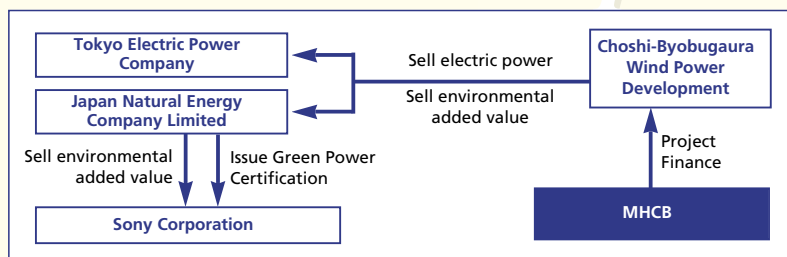 Tokyo Electric Power
Company
Japan Natural Energy
Company Limited
Sell environmental
added value
Issue Green Power
Certification
Sony Corporation
Sell electric power
Sell environmental
added value
Choshi-Byobugaura
Wind Power
Development
Project
Finance
MHCB